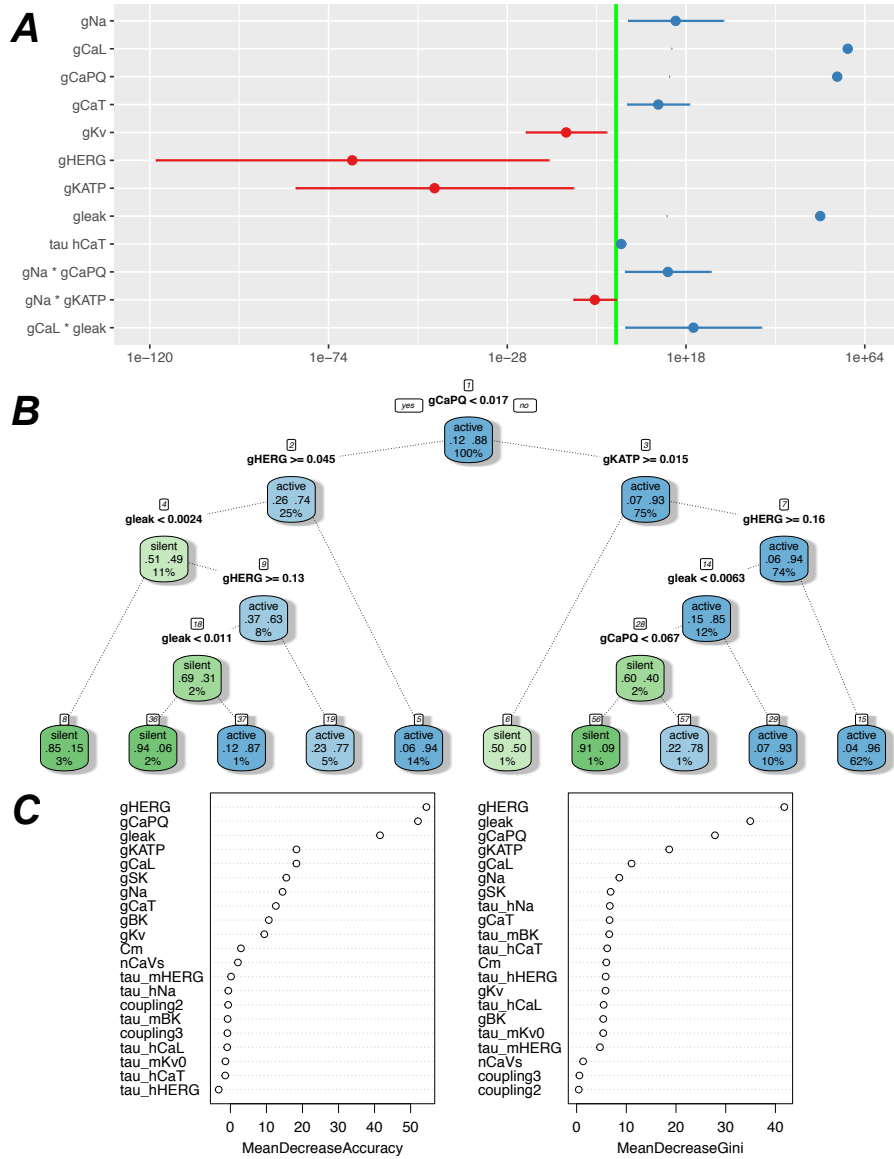 A
gNa
gCaL
gCaPQ
gCaT
gKv
gHERG
gKATP
gleak
tau hCaT
gNa * gCaPQ
gNa * gKATP
gCaL * gleak
1e−120 1e−74 1e−28 1e+18 1e+64
B
1
gCaPQ < 0.017
yes no
active
.12 .88
100%
2 3
gHERG >= 0.045 gKATP >= 0.015
active active
.26 .74 .07 .93
25% 75%
4 7
gleak < 0.0024 gHERG >= 0.16
silent active
.51 .49 .06 .94
11% 74%
9 14
gHERG >= 0.13 gleak < 0.0063
active active
.37 .63 .15 .85
8% 12%
18 28
gleak < 0.011 gCaPQ < 0.067
silent silent
.69 .31 .60 .40
2% 2%
8 36 37 19 5 6 56 57 29 15
silent silent active active active silent silent active active active
.85 .15 .94 .06 .12 .87 .23 .77 .06 .94 .50 .50 .91 .09 .22 .78 .07 .93 .04 .96
3% 2% 1% 5% 14% 1% 1% 1% 10% 62%
C
gHERG
gCaPQ
gleak
gKATP
gCaL
gSK
gNa
gCaT
gBK
gKv
Cm
nCaVs
tau_mHERG
tau_hNa
coupling2
tau_mBK
coupling3
tau_hCaL
tau_mKv0
tau_hCaT
tau_hHERG
0 10 20 30 40 50
MeanDecreaseAccuracy
gHERG
gleak
gCaPQ
gKATP
gCaL
gNa
gSK
tau_hNa
gCaT
tau_mBK
tau_hCaT
Cm
tau_hHERG
gKv
tau_hCaL
gBK
tau_mKv0
tau_mHERG
nCaVs
coupling3
coupling2
0 10 20 30 40
MeanDecreaseGini